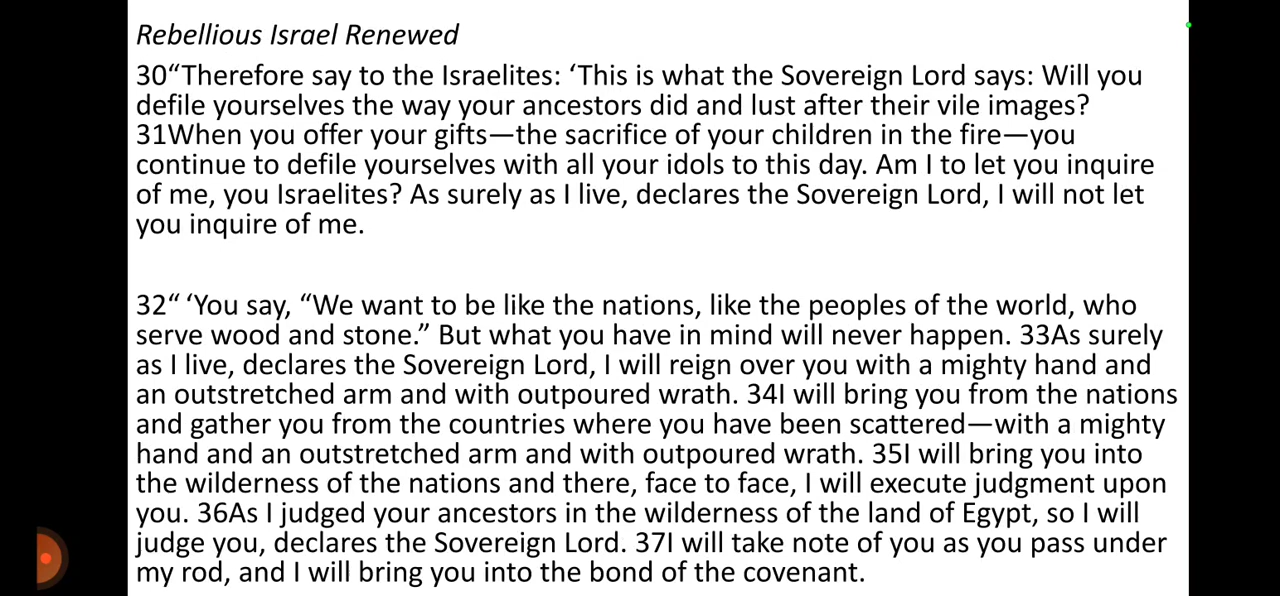 Rebellious Israel Renewed
30“Therefore say to the Israelites: ‘This is what the Sovereign Lord says: Will you
defile yourselves the way your ancestors did and lust after their vile images?
31When you offer your gifts—the sacrifice of your children in the fire—you
continue to defile yourselves with all your idols to this day. Am I to let you inquire
of me, you Israelites? As surely as I live, declares the Sovereign Lord, I will not let
you inquire of me.
32“ ‘You say, “We want to be like the nations, like the peoples of the world, who
serve wood and stone.” But what you have in mind will never happen. 33As surely
as I live, declares the Sovereign Lord, I will reign over you with a mighty hand and
an outstretched arm and with outpoured wrath. 34I will bring you from the nations
and gather you from the countries where you have been scattered—with a mighty
hand and an outstretched arm and with outpoured wrath. 35I will bring you into
the wilderness of the nations and there, face to face, I will execute judgment upon
you. 36As I judged your ancestors in the wilderness of the land of Egypt, so I will
judge you, declares the Sovereign Lord. 37I will take note of you as you pass under
my rod, and I will bring you into the bond of the covenant.